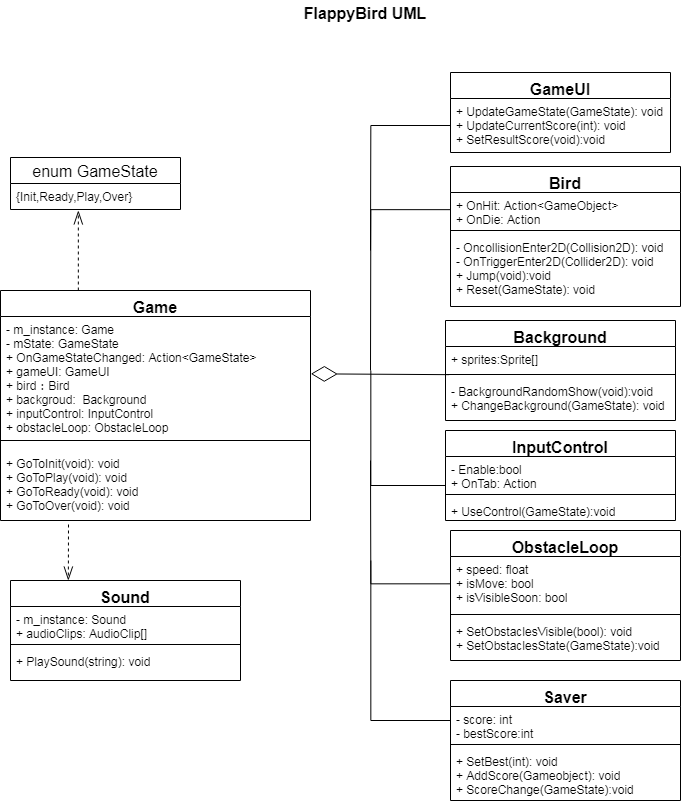 FlappyBird UML
enum GameState
{Init,Ready,Play,Over}
Game
- m_instance: Game
- mState: GameState
+ OnGameStateChanged: Action<GameState>
+ gameUI: GameUI
+ bird：Bird
+ backgroud:  Background
+ inputControl: InputControl
+ obstacleLoop: ObstacleLoop
+ GoToInit(void): void
+ GoToPlay(void): void
+ GoToReady(void): void
+ GoToOver(void): void
Sound
- m_instance: Sound
+ audioClips: AudioClip[]
+ PlaySound(string): void
GameUI
+ UpdateGameState(GameState): void
+ UpdateCurrentScore(int): void
+ SetResultScore(void):void
Bird
+ OnHit: Action<GameObject>
+ OnDie: Action
- OncollisionEnter2D(Collision2D): void
- OnTriggerEnter2D(Collider2D): void
+ Jump(void):void
+ Reset(GameState): void
Background
+ sprites:Sprite[]
- BackgroundRandomShow(void):void
+ ChangeBackground(GameState): void
InputControl
- Enable:bool
+ OnTab: Action
+ UseControl(GameState):void
ObstacleLoop
+ speed: float
+ isMove: bool
+ isVisibleSoon: bool
+ SetObstaclesVisible(bool): void
+ SetObstaclesState(GameState):void
Saver
- score: int
- bestScore:int
+ SetBest(int): void
+ AddScore(Gameobject): void
+ ScoreChange(GameState):void